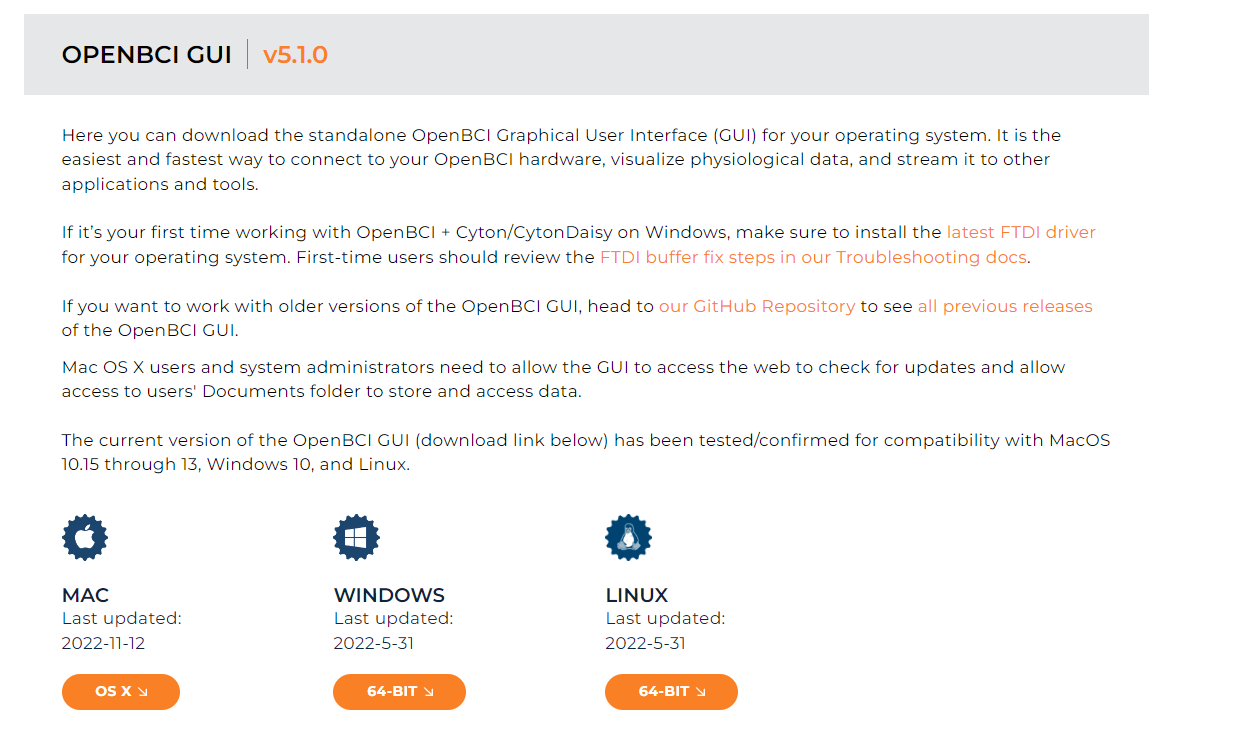 OPENBCI GUI | v5.1.0
Here you can download the standalone OpenBCI Graphical User Interface (GUI) for your operating system. It is the
easiest and fastest way to connect to your OpenBCI hardware, visualize physiological data, and stream it to other
applications and tools.
If it’s your first time working with OpenBCI + Cyton/CytonDaisy on Windows, make sure to install the latest FTDI driver
for your operating system. First-time users should review the FTDI buffer fix steps in our Troubleshooting docs.
If you want to work with older versions of the OpenBCI GUI, head to our GitHub Repository to see all previous releases
of the OpenBCI GUI.
Mac OS X users and system administrators need to allow the GUI to access the web to check for updates and allow
access to users' Documents folder to store and access data.
The current version of the OpenBCI GUI (download link below) has been tested/confirmed for compatibility with MacOS
10.15 through 13, Windows 10, and Linux.
MAC
Last updated:
2022-11-12
OS X ↘
WINDOWS
Last updated:
2022-5-31
64-BIT ↘
LINUX
Last updated:
2022-5-31
64-BIT ↘